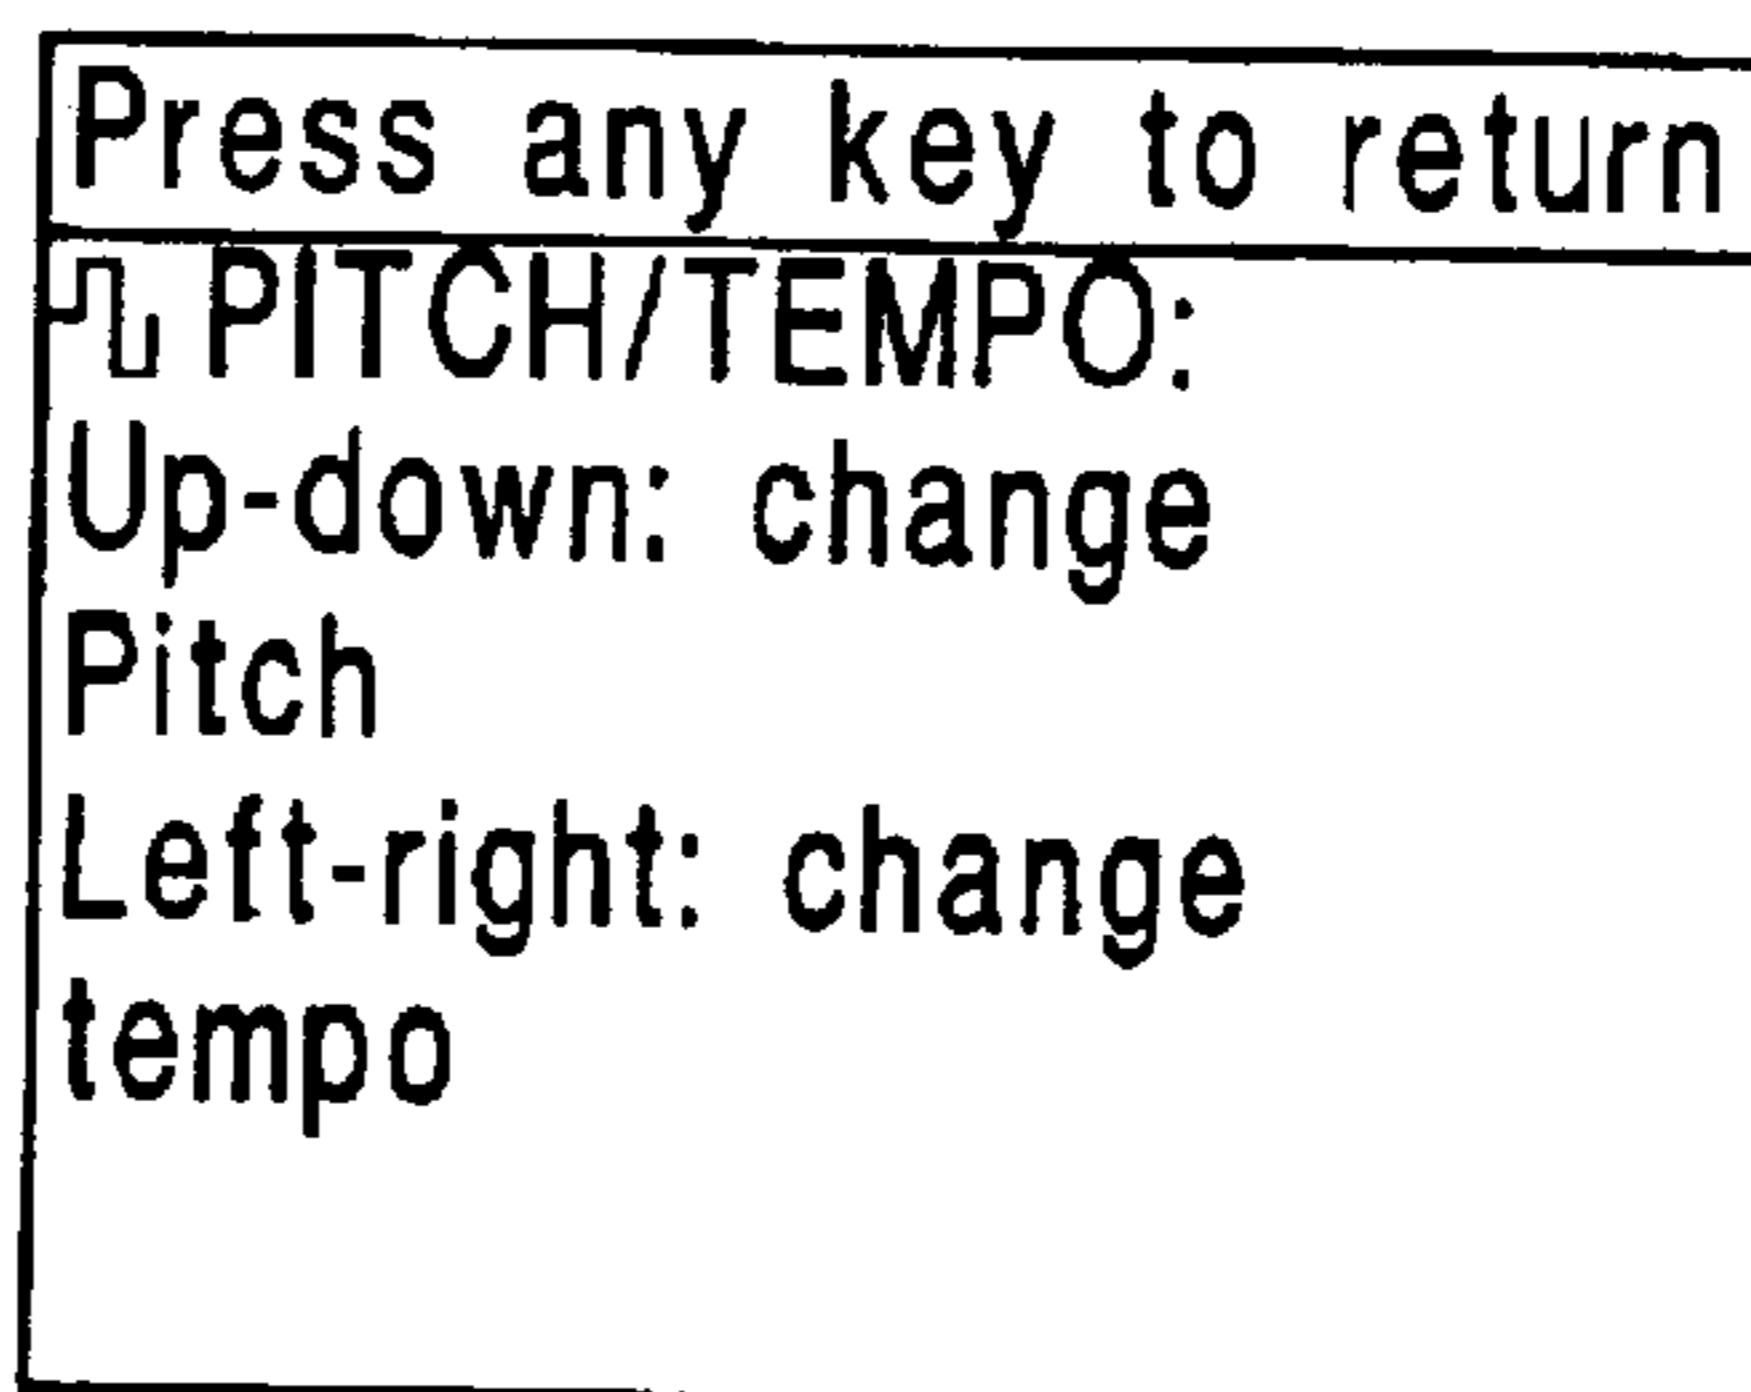 Press any key to return
PITCH/TEMPO:
Up-down: change
Pitch
Left-right: change
tempo